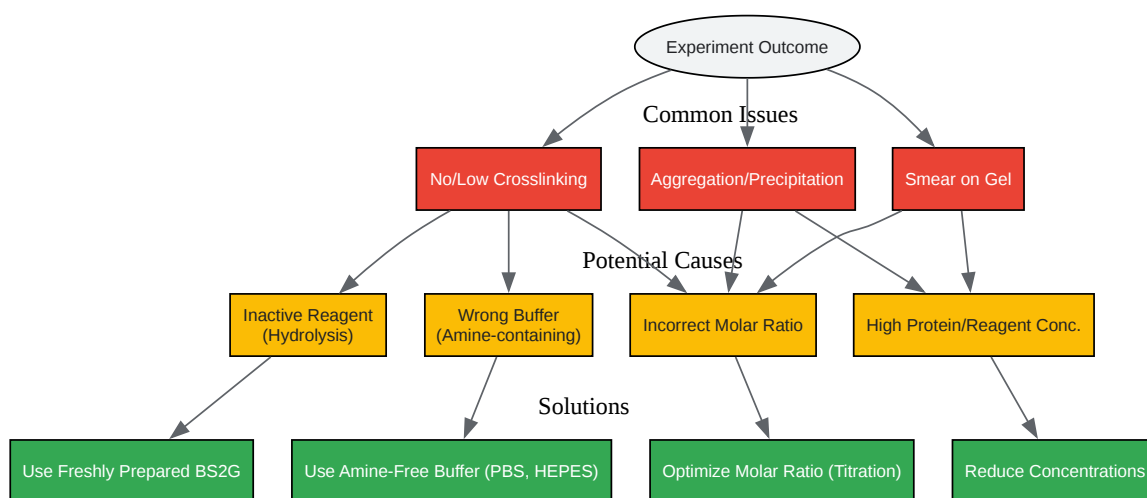 Experiment Outcome
Common Issues
No/Low Crosslinking
Aggregation/Precipitation
Smear on Gel
Potential Causes
Inactive Reagent
(Hydrolysis)
Wrong Buffer
(Amine-containing)
Incorrect Molar Ratio
High Protein/Reagent Conc.
Solutions
Use Freshly Prepared BS2G
Use Amine-Free Buffer (PBS, HEPES)
Optimize Molar Ratio (Titration)
Reduce Concentrations